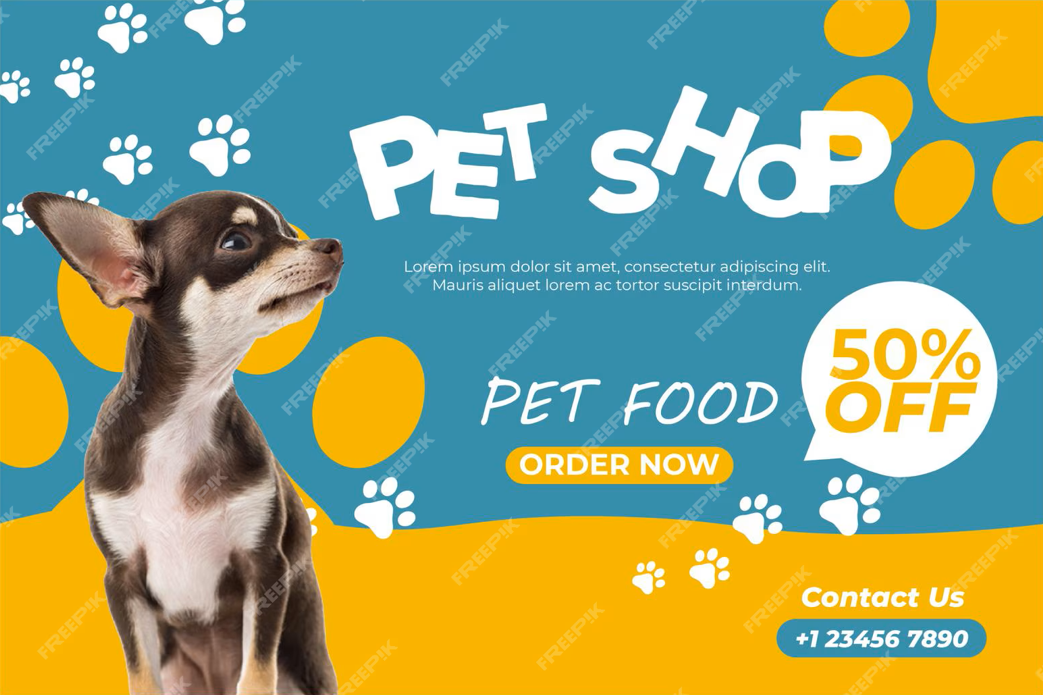 PET SHOP
Lorem ipsum dolor sit amet, consectetur adipiscing elit.
Mauris aliquet lorem ac tortor suscipit interdum.
50%
OFF
PET FOOD
ORDER NOW
Contact Us
+1 23456 7890
FREEPIK